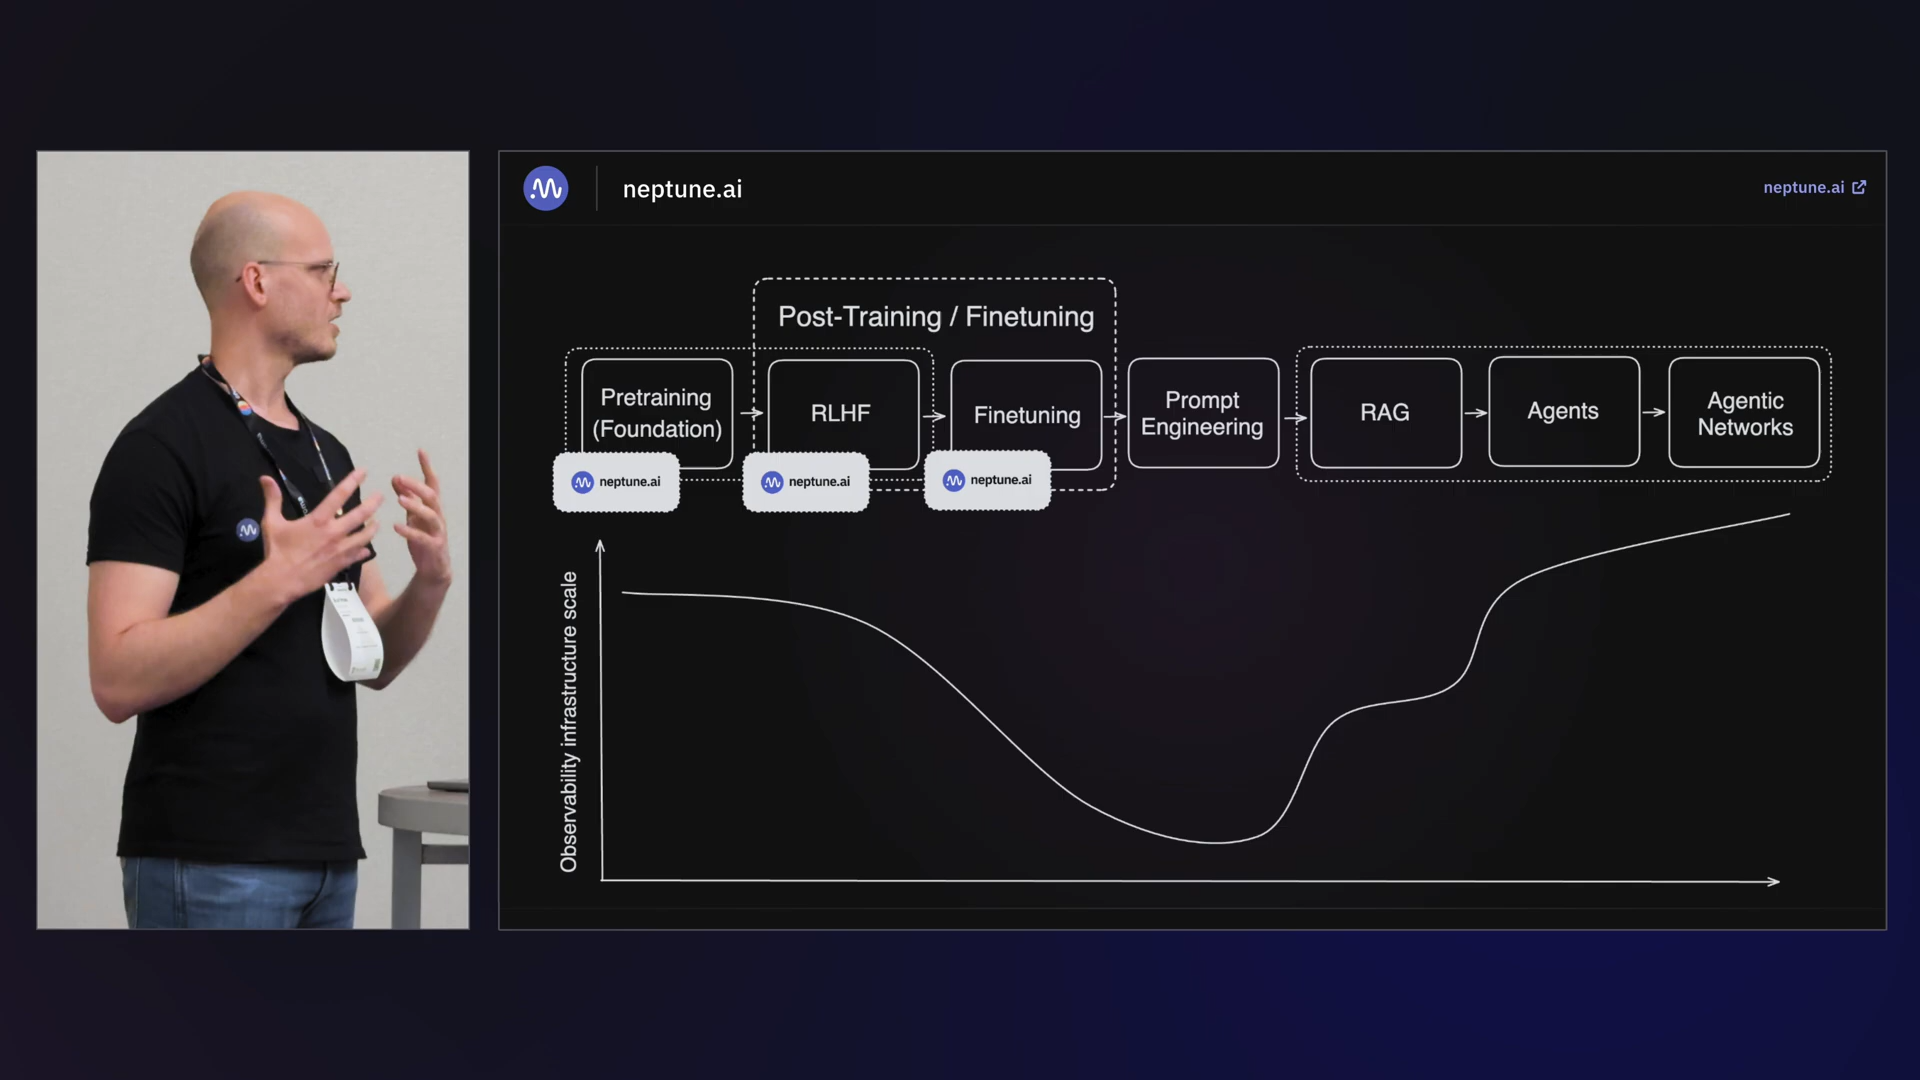 neptune.ai
neptune.ai
Post-Training / Finetuning
Pretraining
(Foundation)
RLHF
Finetuning
Prompt
Engineering
RAG
Agents
Agentic
Networks
neptune.ai
neptune.ai
neptune.ai
Observability infrastructure scale